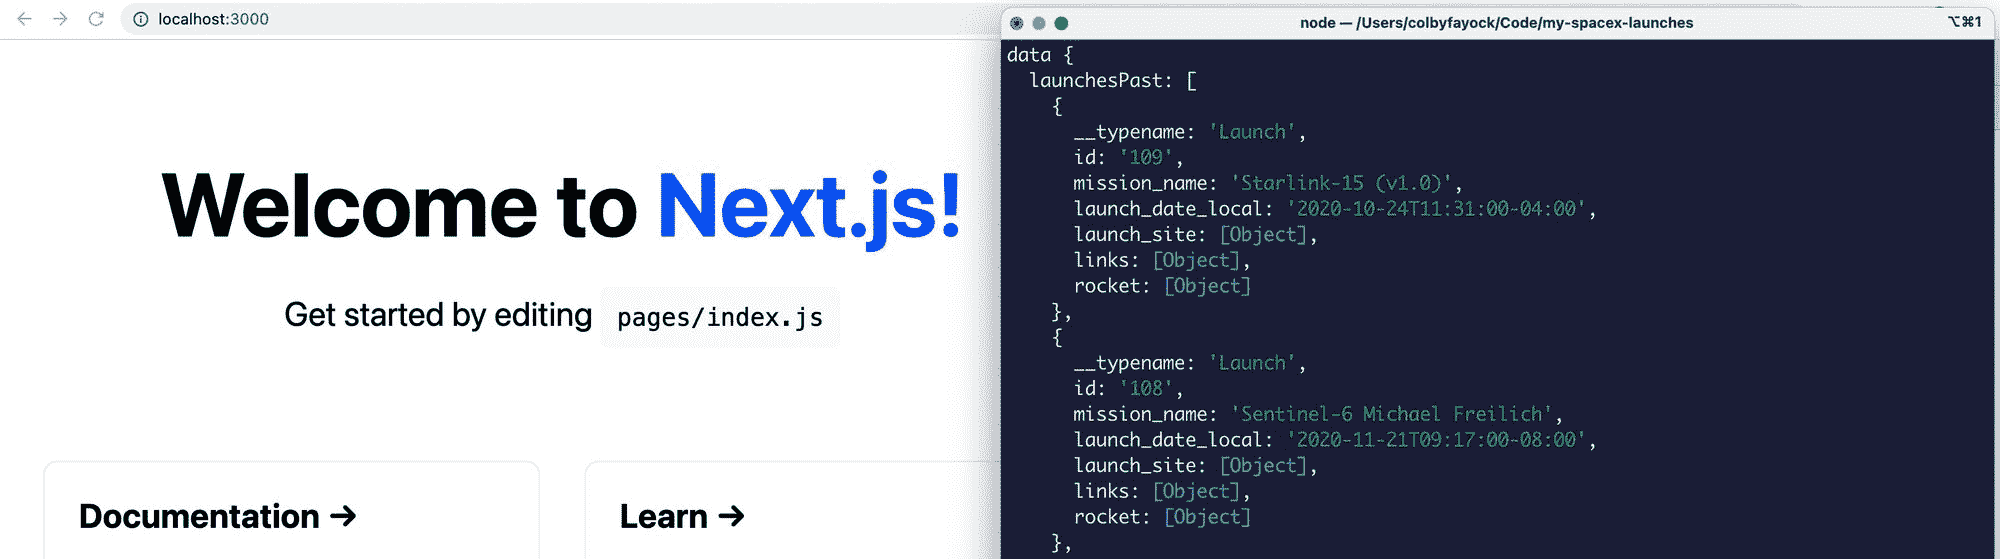 localhost:3000
Welcome to Next.js!
Get started by editing pages/index.js
Documentation →
Learn →
node — /Users/colbyfayock/Code/my-spacex-launches
⌥⌘1
data {
  launchesPast: [
    {
      __typename: 'Launch',
      id: '109',
      mission_name: 'Starlink-15 (v1.0)',
      launch_date_local: '2020-10-24T11:31:00-04:00',
      launch_site: [Object],
      links: [Object],
      rocket: [Object]
    },
    {
      __typename: 'Launch',
      id: '108',
      mission_name: 'Sentinel-6 Michael Freilich',
      launch_date_local: '2020-11-21T09:17:00-08:00',
      launch_site: [Object],
      links: [Object],
      rocket: [Object]
    },